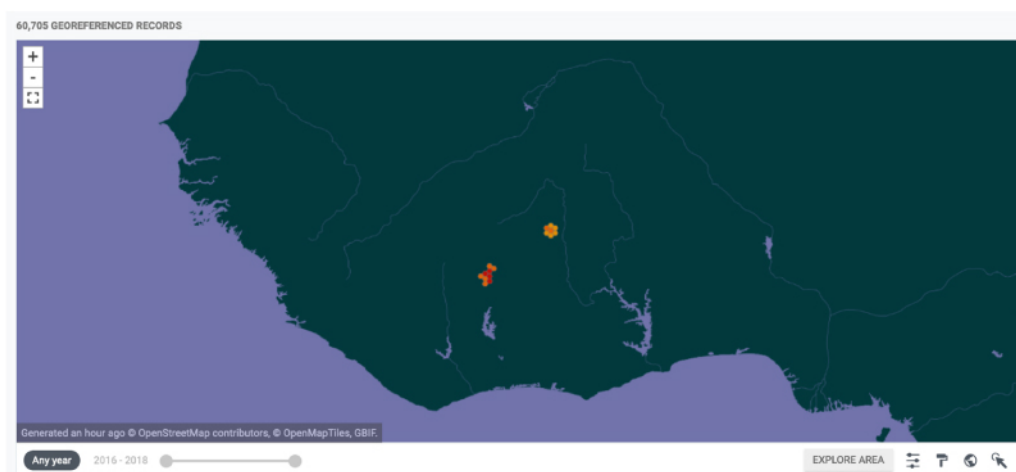 60,705 GEOREFERENCED RECORDS
+
-
Generated an hour ago © OpenStreetMap contributors, © OpenMapTiles, GBIF.
Any year 2016 - 2018 EXPLORE AREA